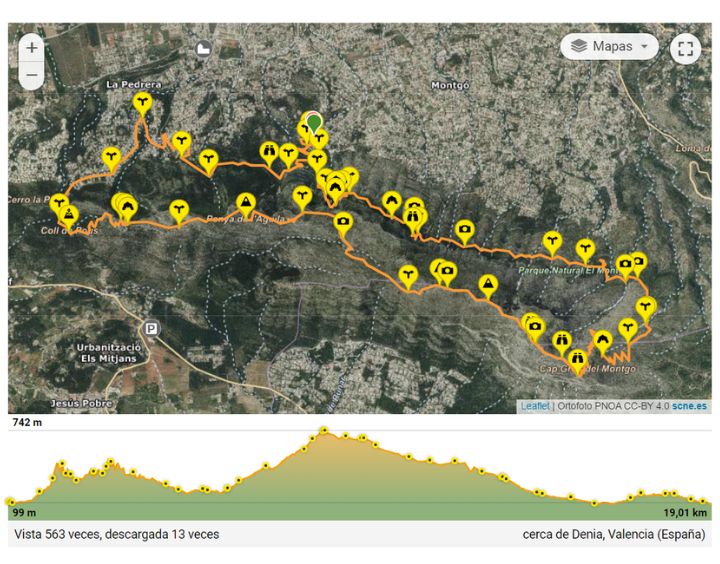 +
−
Mapas
La Pedrera
Montgó
Loma de
Cerro la P
Coll de Pous
Penya de l'Àguila
Parque Natural El Mont
P
Urbanització
Els Mitjans
Cap Gros del Montgó
Jesús Pobre
Leaflet | Ortofoto PNOA CC-BY 4.0 scne.es
742 m
99 m
19,01 km
Vista 563 veces, descargada 13 veces
cerca de Denia, Valencia (España)